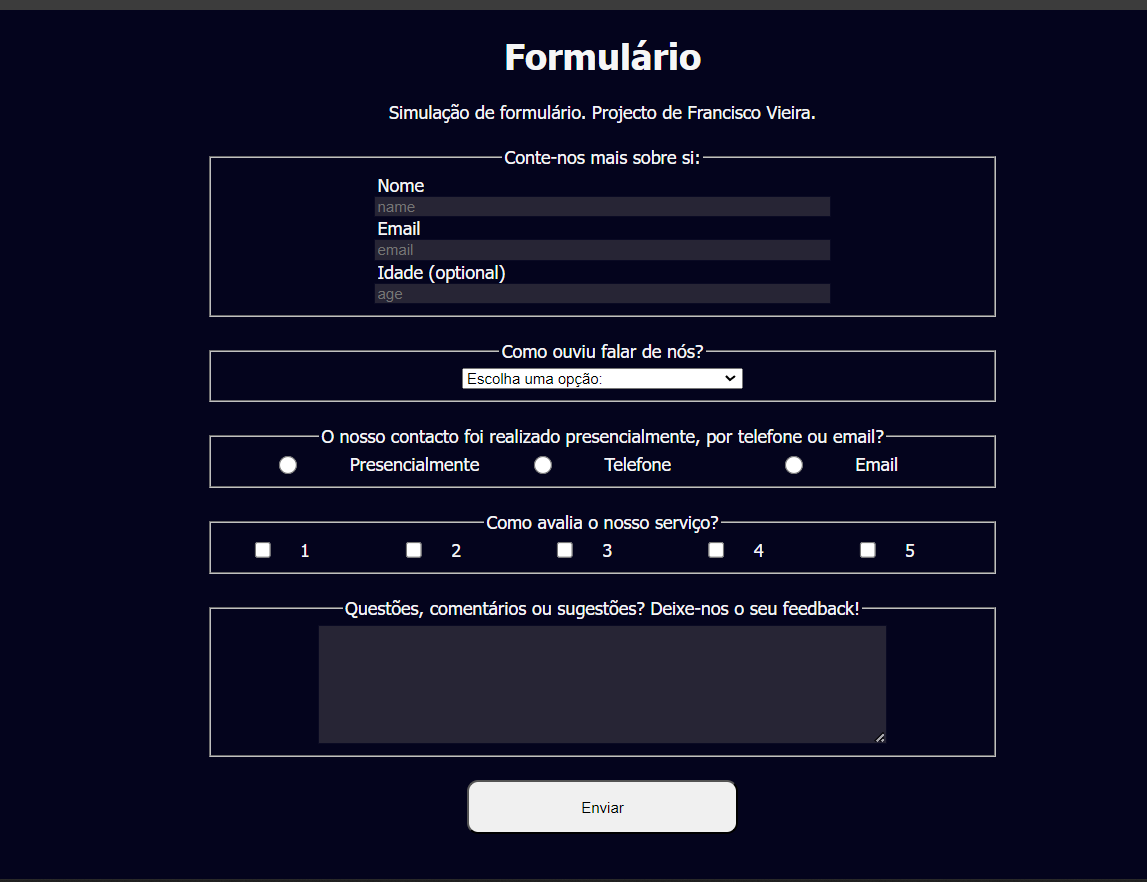 Formulário
Simulação de formulário. Projecto de Francisco Vieira.
Conte-nos mais sobre si:
Nome
name
Email
email
Idade (optional)
age
Como ouviu falar de nós?
Escolha uma opção:
O nosso contacto foi realizado presencialmente, por telefone ou email?
Presencialmente Telefone Email
Como avalia o nosso serviço?
1 2 3 4 5
Questões, comentários ou sugestões? Deixe-nos o seu feedback!
Enviar